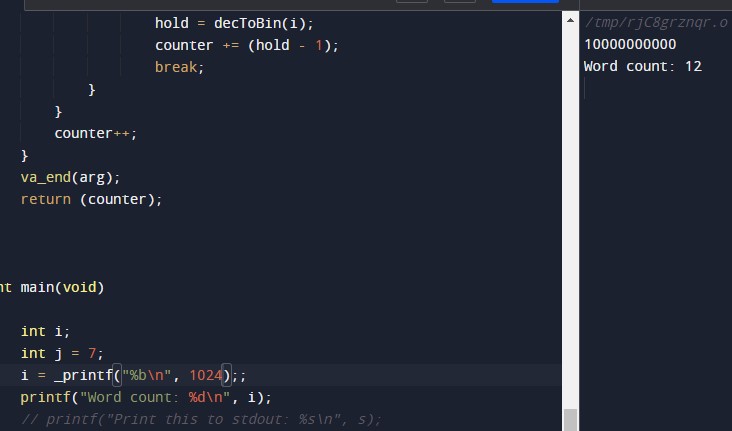 hold = decToBin(i);
counter += (hold - 1);
break;
}
}
counter++;
}
va_end(arg);
return (counter);
nt main(void)
int i;
int j = 7;
i = _printf("%b\n", 1024);;
printf("Word count: %d\n", i);
// printf("Print this to stdout: %s\n", s);
/tmp/rjC8grznqr.o
10000000000
Word count: 12